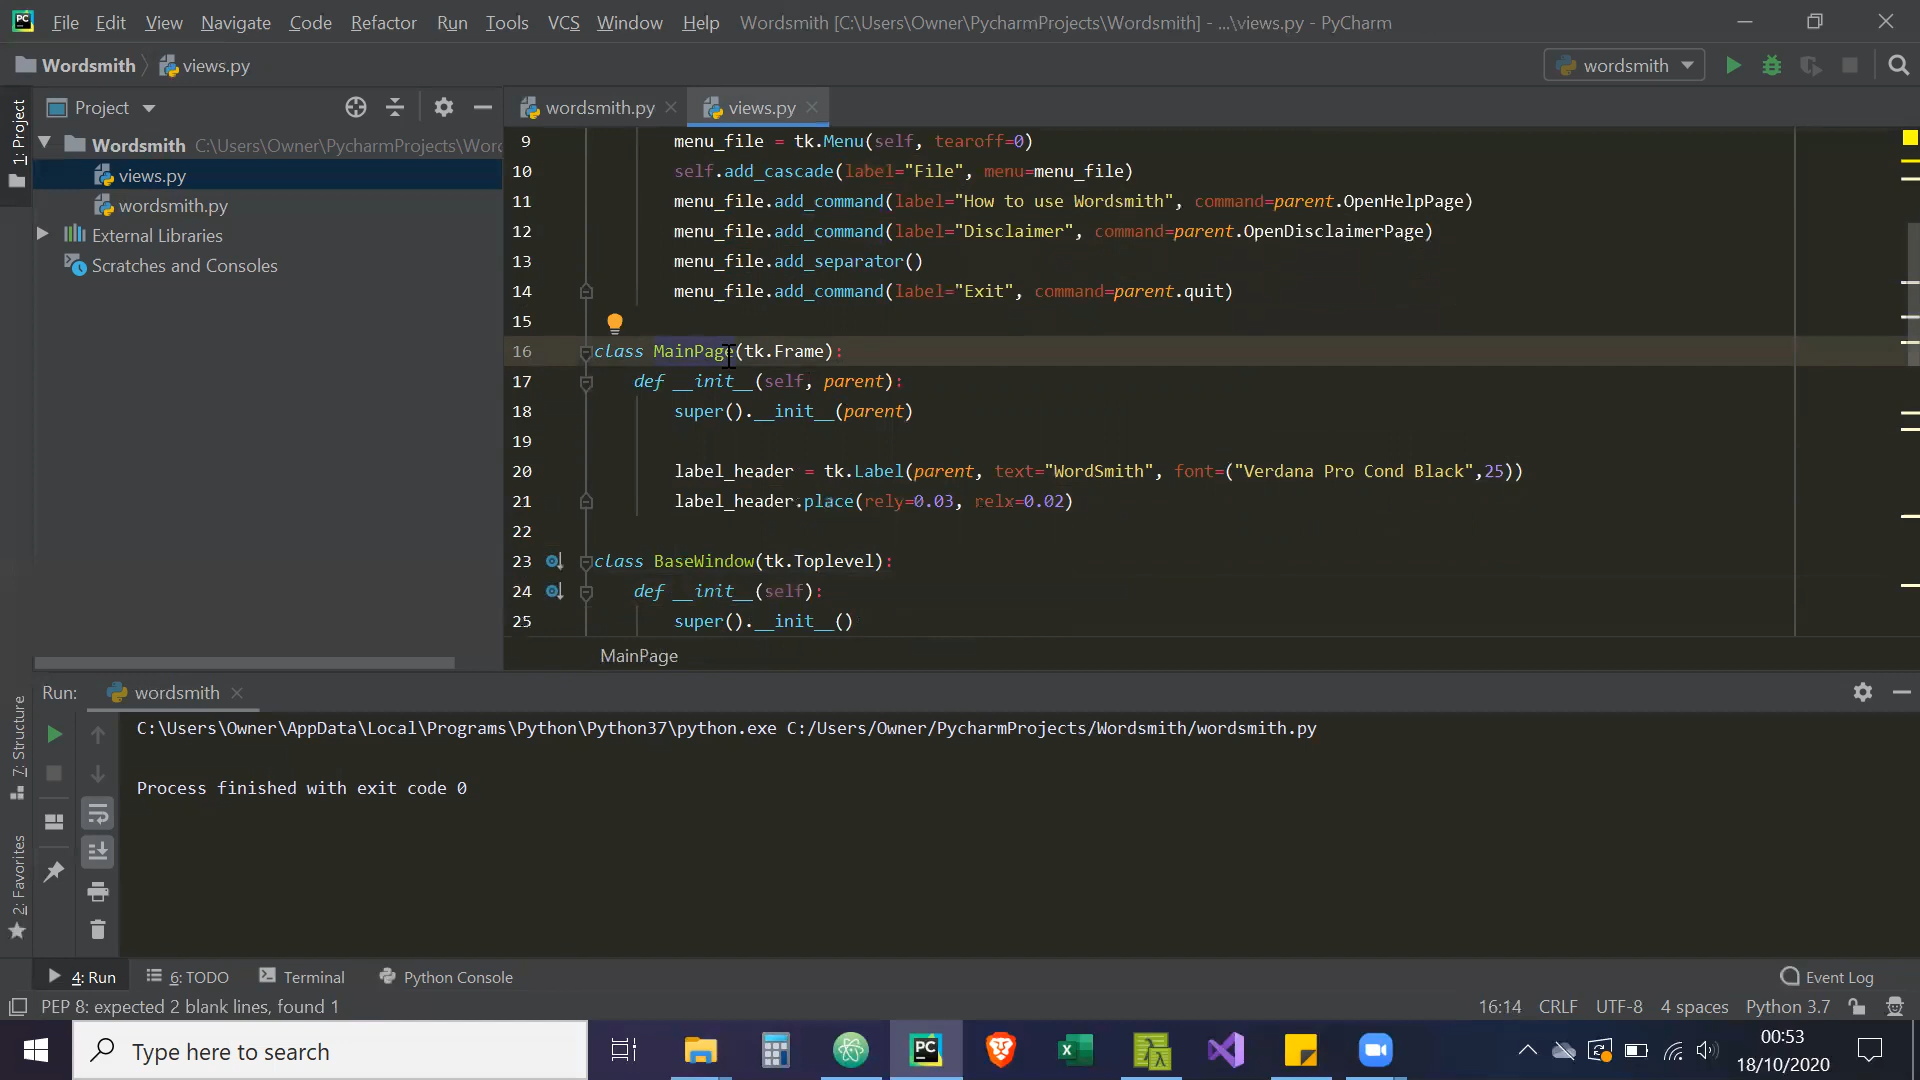 PC File Edit View Navigate Code Refactor Run Tools VCS Window Help Wordsmith [C:\Users\Owner\PycharmProjects\Wordsmith] - ...\views.py - PyCharm
Wordsmith views.py wordsmith
1: Project
Project wordsmith.py views.py
Wordsmith C:\Users\Owner\PycharmProjects\Wor
views.py
wordsmith.py
External Libraries
Scratches and Consoles
9 menu_file = tk.Menu(self, tearoff=0)
10 self.add_cascade(label="File", menu=menu_file)
11 menu_file.add_command(label="How to use Wordsmith", command=parent.OpenHelpPage)
12 menu_file.add_command(label="Disclaimer", command=parent.OpenDisclaimerPage)
13 menu_file.add_separator()
14 menu_file.add_command(label="Exit", command=parent.quit)
15
16 class MainPage(tk.Frame):
17 def __init__(self, parent):
18 super().__init__(parent)
19
20 label_header = tk.Label(parent, text="WordSmith", font=("Verdana Pro Cond Black",25))
21 label_header.place(rely=0.03, relx=0.02)
22
23 class BaseWindow(tk.Toplevel):
24 def __init__(self):
25 super().__init__()
MainPage
Run: wordsmith
7: Structure
2: Favorites
C:\Users\Owner\AppData\Local\Programs\Python\Python37\python.exe C:/Users/Owner/PycharmProjects/Wordsmith/wordsmith.py
Process finished with exit code 0
4: Run 6: TODO Terminal Python Console Event Log
PEP 8: expected 2 blank lines, found 1 16:14 CRLF UTF-8 4 spaces Python 3.7
Type here to search PC 00:53
18/10/2020